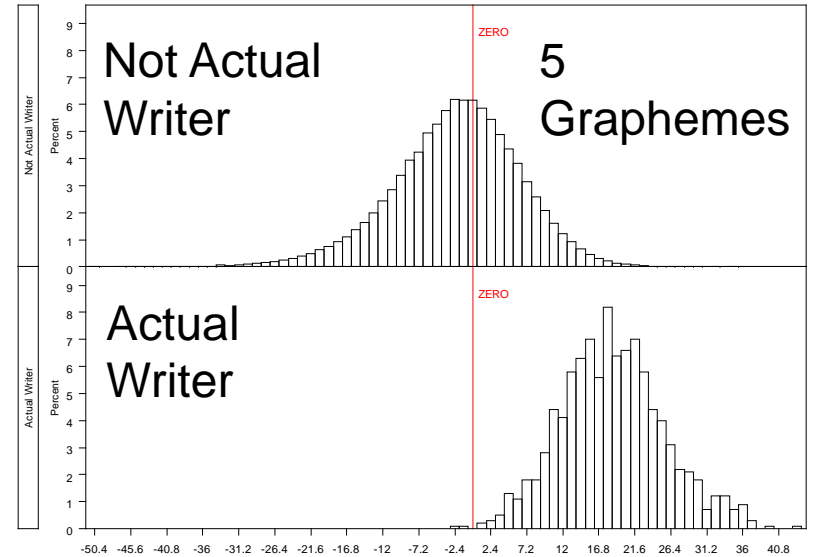 Not Actual Writer
Percent
9
8
7
6
5
4
3
2
1
0
Not Actual
Writer
ZERO
5
Graphemes
Actual Writer
Percent
9
8
7
6
5
4
3
2
1
0
Actual
Writer
ZERO
-50.4 -45.6 -40.8 -36 -31.2 -26.4 -21.6 -16.8 -12 -7.2 -2.4 2.4 7.2 12 16.8 21.6 26.4 31.2 36 40.8